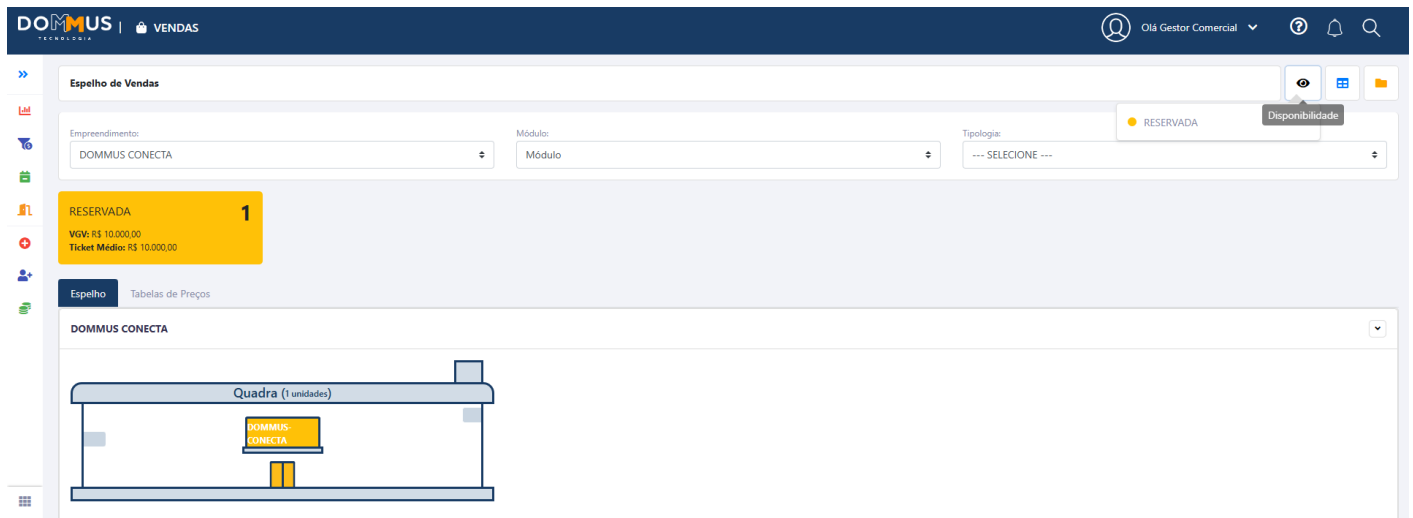 DOMMUS | VENDAS
TECNOLOGIA
Olá Gestor Comercial
Espelho de Vendas
Disponibilidade
RESERVADA
Empreendimento:
Módulo:
Tipologia:
DOMMUS CONECTA
Módulo
--- SELECIONE ---
RESERVADA 1
VGV: R$ 10.000,00
Ticket Médio: R$ 10.000,00
Espelho
Tabelas de Preços
DOMMUS CONECTA
Quadra (1 unidades)
DOMMUS-
CONECTA